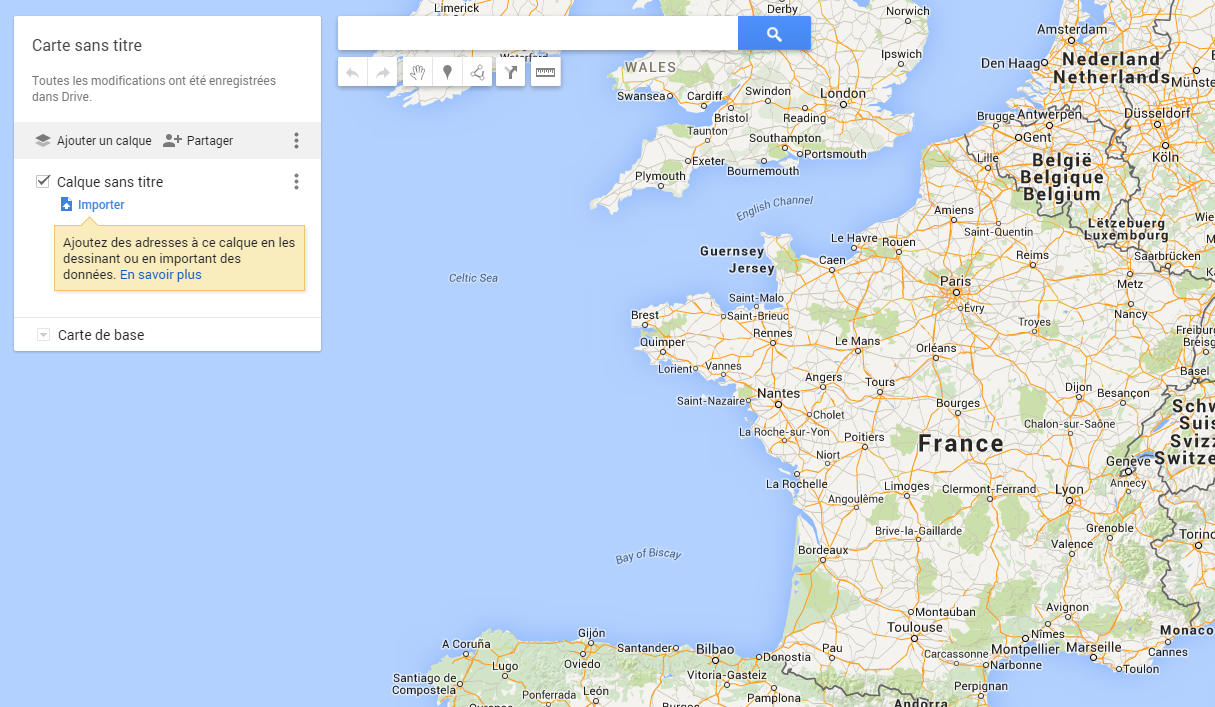 Carte sans titre
Toutes les modifications ont été enregistrées
dans Drive.
Ajouter un calque
Partager
Calque sans titre
Importer
Ajoutez des adresses à ce calque en les
dessinant ou en important des
données. En savoir plus
Carte de base
Limerick
Waterford
Derby
Norwich
WALES
Ipswich
Swansea
Cardiff
Swindon
London
Bristol
Reading
Taunton
Southampton
Portsmouth
Exeter
Bournemouth
Plymouth
English Channel
Amsterdam
Den Haag
Nederland
Netherlands
Münster
Brugge
Antwerpen
Düsseldorf
Gent
Lille
België
Belgique
Belgium
Köln
Amiens
Saint-Quentin
Lëtzebuerg
Luxembourg
Guernsey
Jersey
Le Havre
Rouen
Caen
Reims
Saarbrücken
Metz
Celtic Sea
Paris
Évry
Saint-Malo
Saint-Brieuc
Brest
Rennes
Troyes
Nancy
Quimper
Le Mans
Orléans
Lorient
Vannes
Angers
Tours
Basel
Saint-Nazaire
Nantes
Dijon
Besançon
Cholet
Bourges
La Roche-sur-Yon
Poitiers
Chalon-sur-Saône
France
Niort
Genève
La Rochelle
Limoges
Clermont-Ferrand
Lyon
Annecy
Angoulême
Brive-la-Gaillarde
Grenoble
Valence
Torino
Bay of Biscay
Bordeaux
Montauban
Avignon
Toulouse
Nîmes
Monaco
A Coruña
Gijón
Santander
Bilbao
Donostia
Pau
Carcassonne
Montpellier
Marseille
Cannes
Narbonne
Toulon
Lugo
Oviedo
Vitoria-Gasteiz
Santiago de
Compostela
Ponferrada
León
Pamplona
Perpignan
Andorra